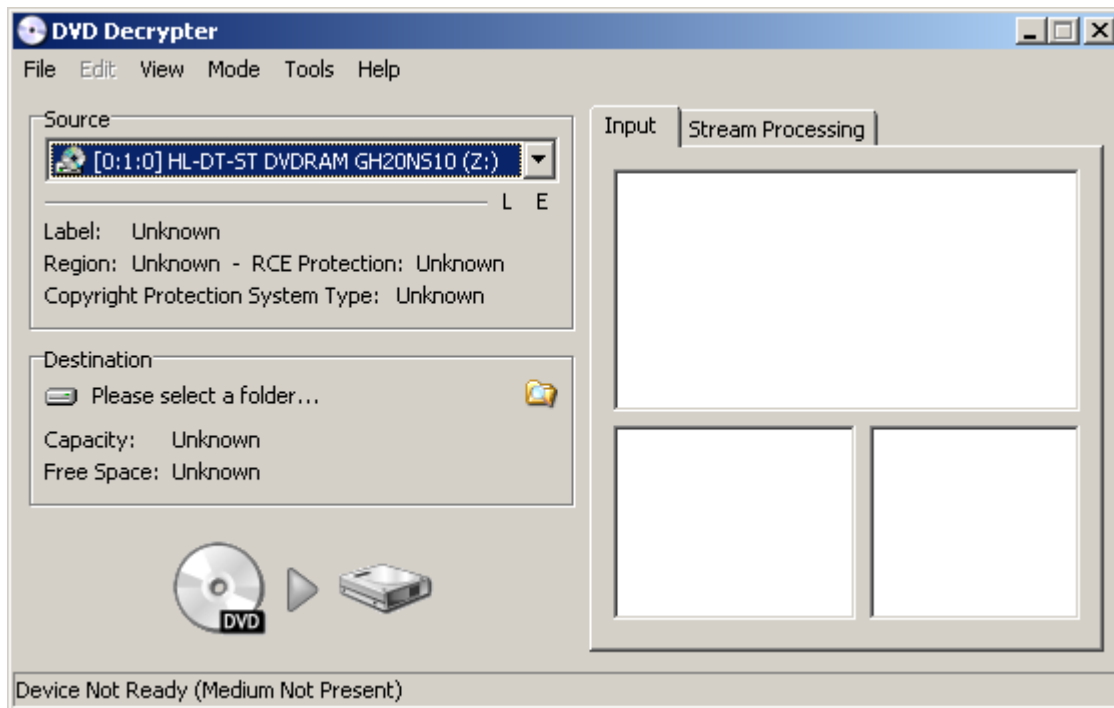 DVD Decrypter
File Edit View Mode Tools Help
Source
[0:1:0] HL-DT-ST DVDRAM GH20NS10 (Z:)
L E
Label: Unknown
Region: Unknown - RCE Protection: Unknown
Copyright Protection System Type: Unknown
Destination
Please select a folder...
Capacity: Unknown
Free Space: Unknown
DVD
Input Stream Processing
Device Not Ready (Medium Not Present)